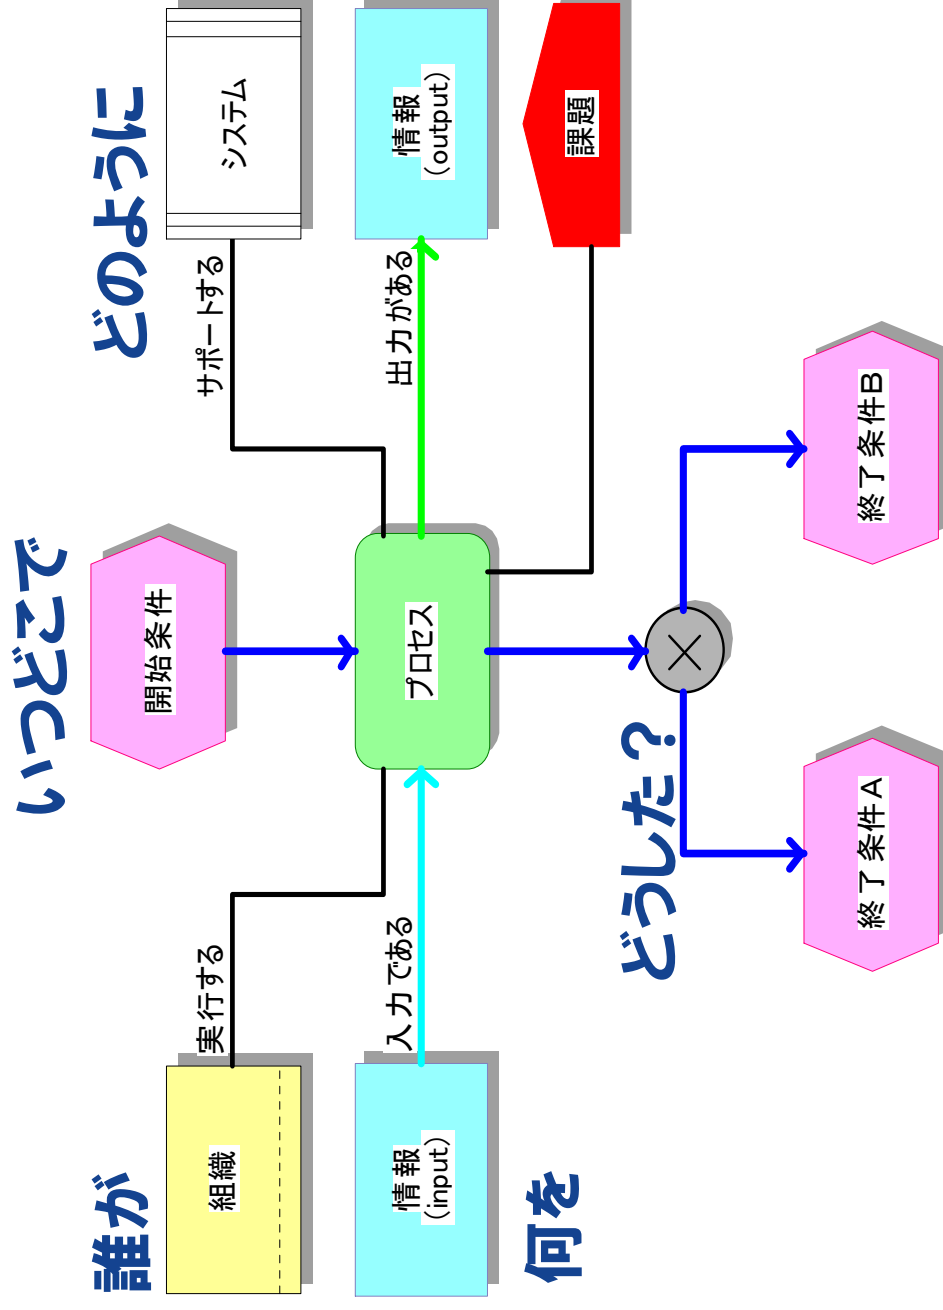 いつどこで
誰が
どのように
開始条件
組織
実行する
サポートする
システム
情報
(input)
入力である
プロセス
出力がある
情報
(output)
何を
課題
どうした？
終了条件A
終了条件B